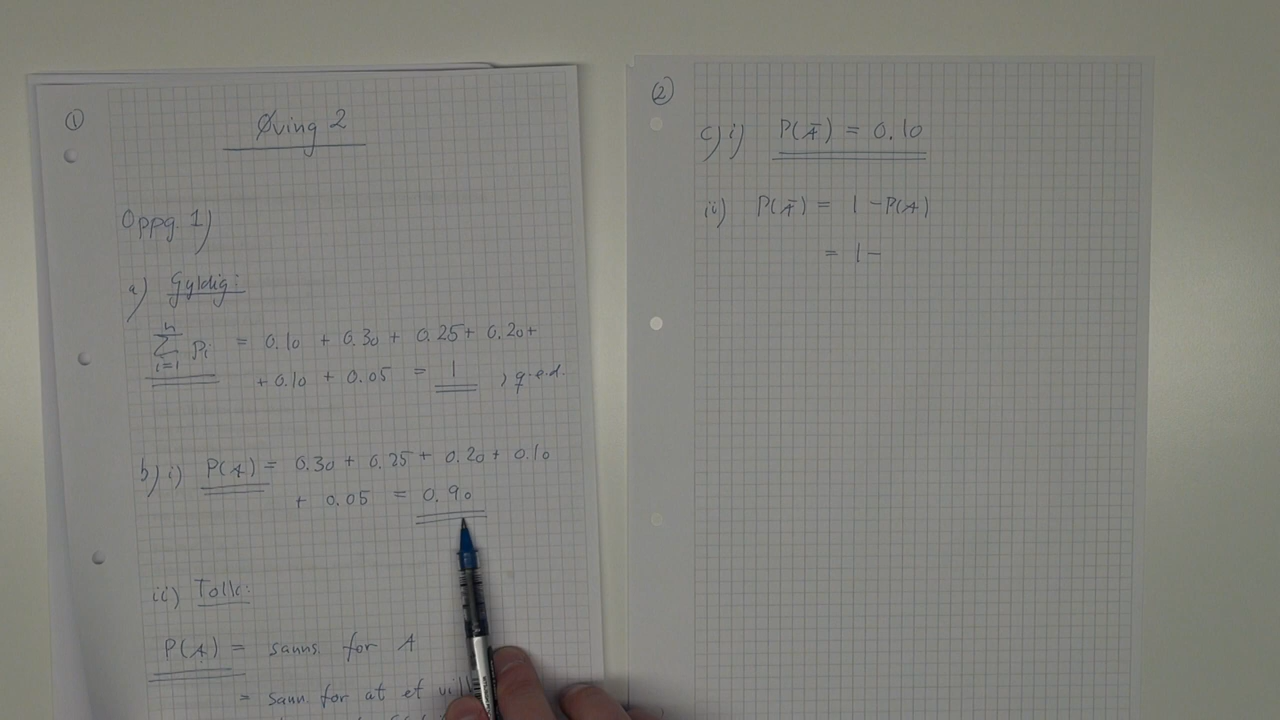 ①
Øving 2
Oppg. 1)
a) Gyldig:
∑ᵢ₌₁ⁿ pᵢ = 0.10 + 0.30 + 0.25 + 0.20 +
+ 0.10 + 0.05 = 1 , q.e.d.
b) i) P(A) = 0.30 + 0.25 + 0.20 + 0.10
+ 0.05 = 0.90
ii) Tolk:
P(A) = sanns. for A
= sann. for at et
②
c) i) P(Ā) = 0.10
ii) P(Ā) = 1 - P(A)
= 1 -